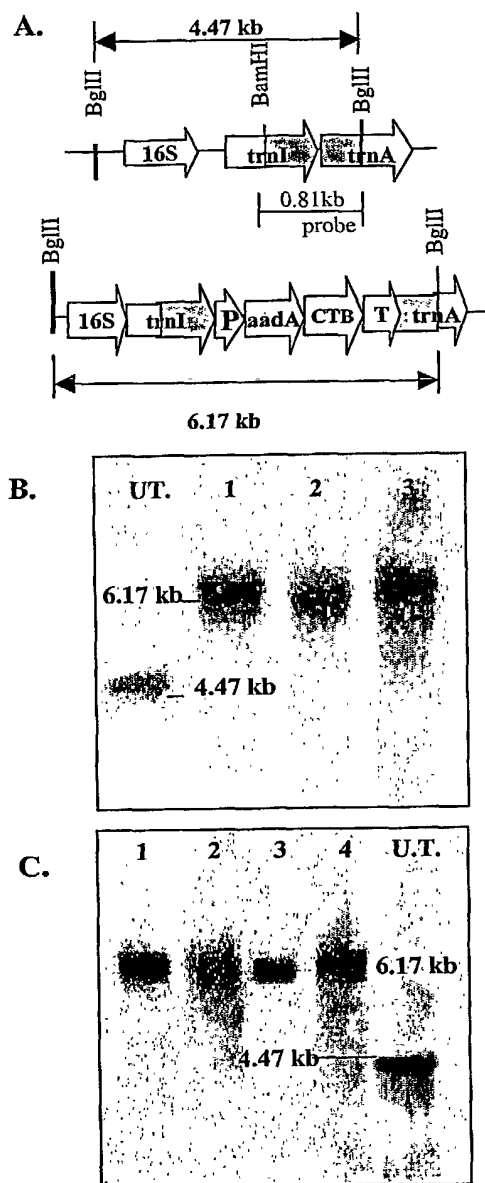 A.
4.47 kb
BglII BamHI BglII
16S trnI trnA
0.81kb
probe
BglII BglII
16S trnI P aadA CTB T trnA
6.17 kb
B.
UT. 1 2 3
6.17 kb
4.47 kb
C.
1 2 3 4 U.T.
6.17 kb
4.47 kb